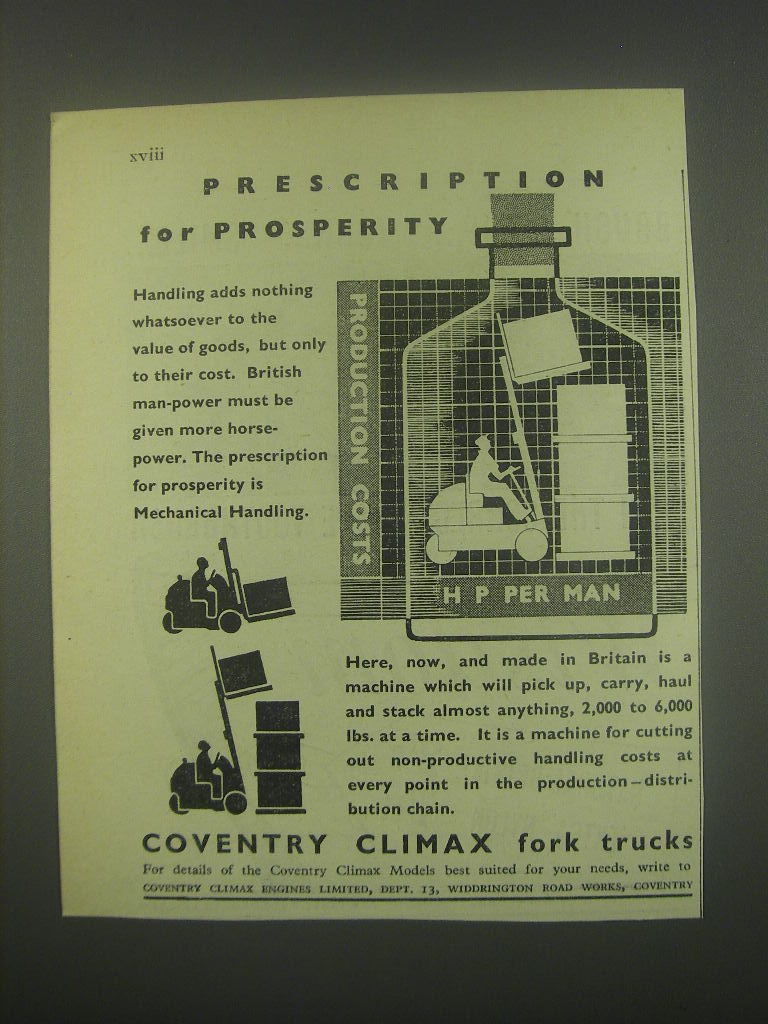 xviii
PRESCRIPTION
for PROSPERITY
Handling adds nothing
whatsoever to the
value of goods, but only
to their cost. British
man-power must be
given more horse-
power. The prescription
for prosperity is
Mechanical Handling.
PRODUCTION COSTS
H P PER MAN
Here, now, and made in Britain is a
machine which will pick up, carry, haul
and stack almost anything, 2,000 to 6,000
lbs. at a time. It is a machine for cutting
out non-productive handling costs at
every point in the production—distri-
bution chain.
COVENTRY CLIMAX fork trucks
For details of the Coventry Climax Models best suited for your needs, write to
COVENTRY CLIMAX ENGINES LIMITED, DEPT. 13, WIDDRINGTON ROAD WORKS, COVENTRY